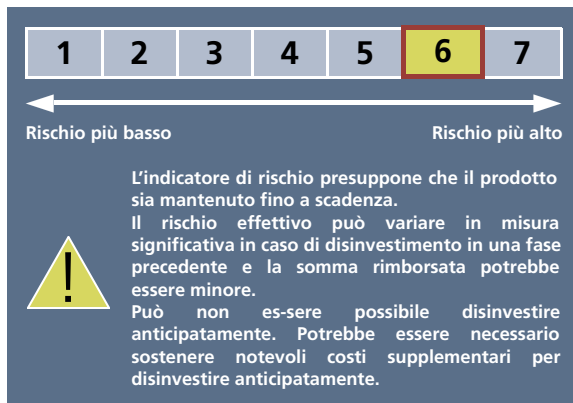 1 2 3 4 5 6 7
Rischio più basso Rischio più alto
L'indicatore di rischio presuppone che il prodotto
sia mantenuto fino a scadenza.
Il rischio effettivo può variare in misura
significativa in caso di disinvestimento in una fase
precedente e la somma rimborsata potrebbe
essere minore.
Può non es-sere possibile disinvestire
anticipatamente. Potrebbe essere necessario
sostenere notevoli costi supplementari per
disinvestire anticipatamente.
!